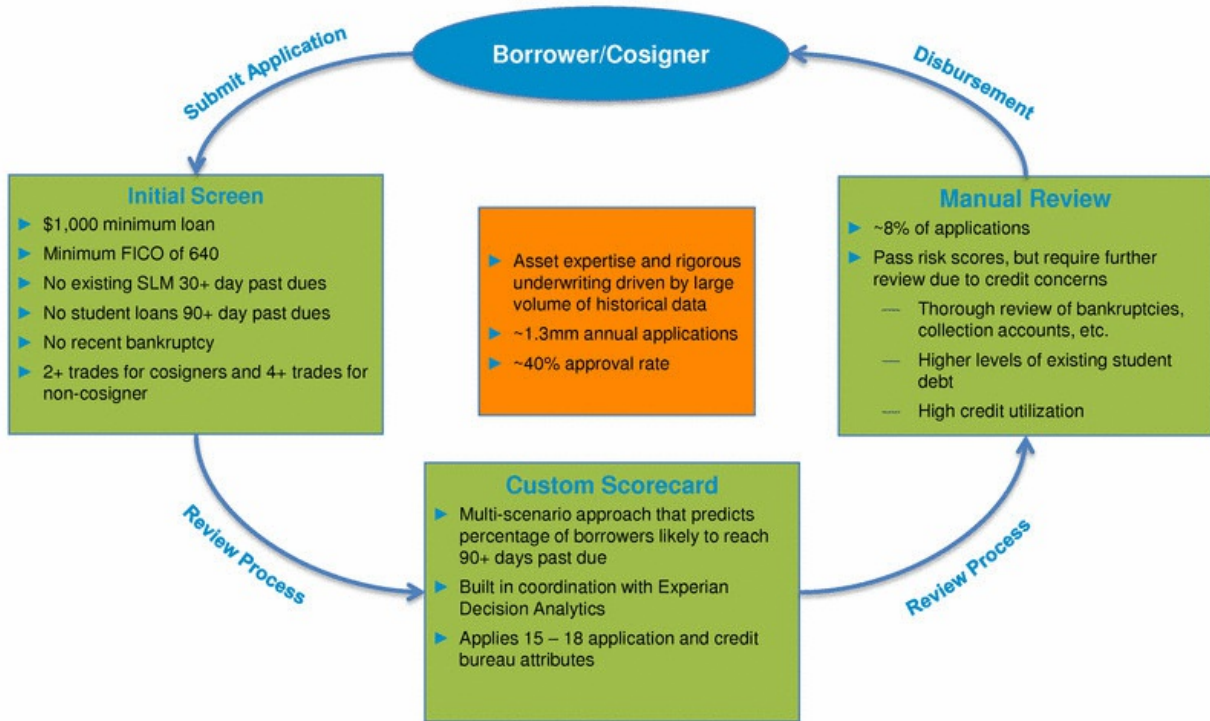 Borrower/Cosigner
Submit Application
Disbursement
Initial Screen
► $1,000 minimum loan
► Minimum FICO of 640
► No existing SLM 30+ day past dues
► No student loans 90+ day past dues
► No recent bankruptcy
► 2+ trades for cosigners and 4+ trades for
non-cosigner
► Asset expertise and rigorous
underwriting driven by large
volume of historical data
► ~1.3mm annual applications
► ~40% approval rate
Manual Review
► ~8% of applications
► Pass risk scores, but require further
review due to credit concerns
— Thorough review of bankruptcies,
collection accounts, etc.
— Higher levels of existing student
debt
— High credit utilization
Review Process
Custom Scorecard
► Multi-scenario approach that predicts
percentage of borrowers likely to reach
90+ days past due
► Built in coordination with Experian
Decision Analytics
► Applies 15 – 18 application and credit
bureau attributes
Review Process